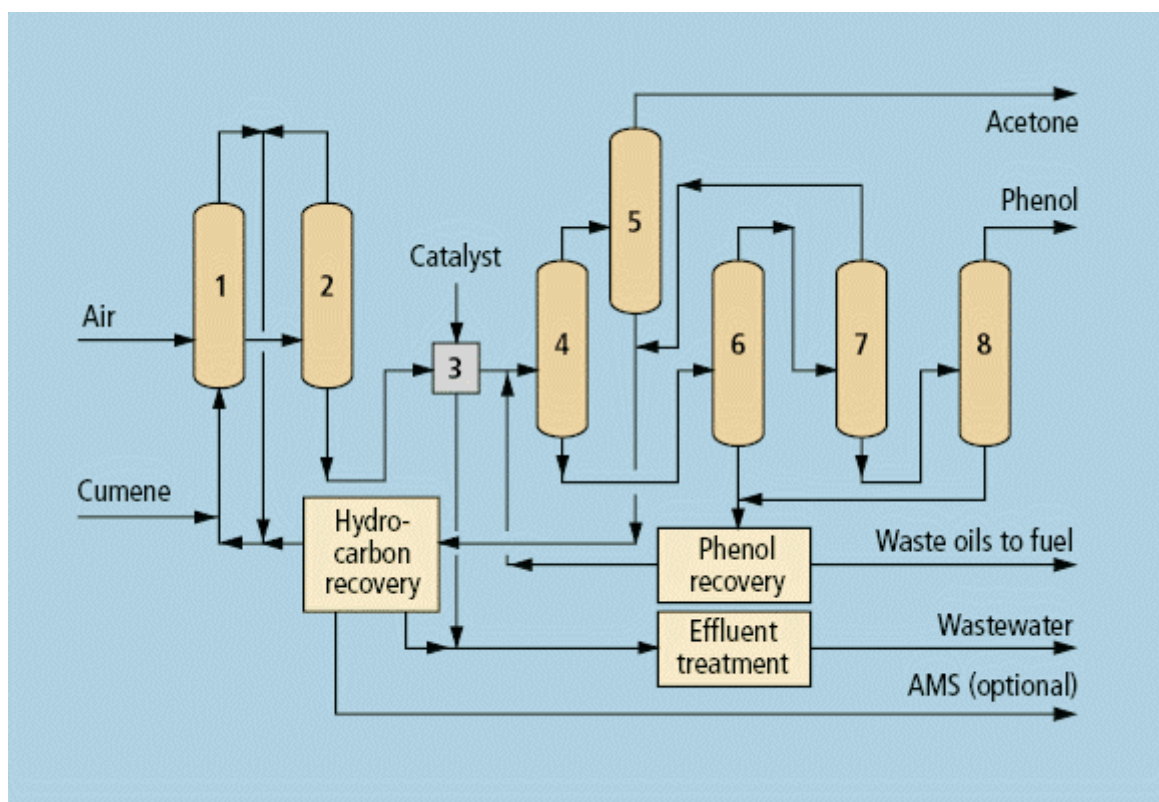 Acetone
5
Phenol
Catalyst
1
2
Air
4
6
7
8
3
Cumene
Hydro-
carbon
recovery
Phenol
recovery
Waste oils to fuel
Effluent
treatment
Wastewater
AMS (optional)